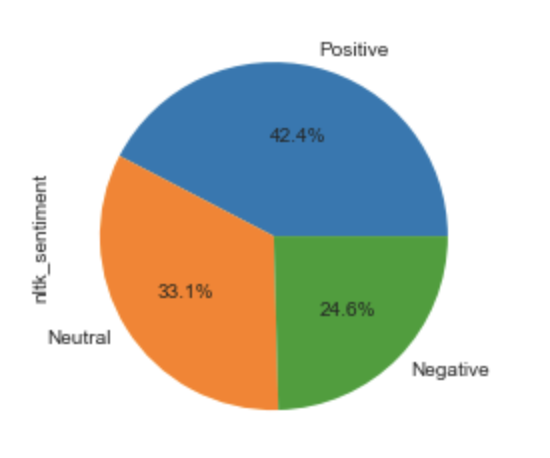 Positive
42.4%
nltk_sentiment
33.1%
24.6%
Neutral
Negative